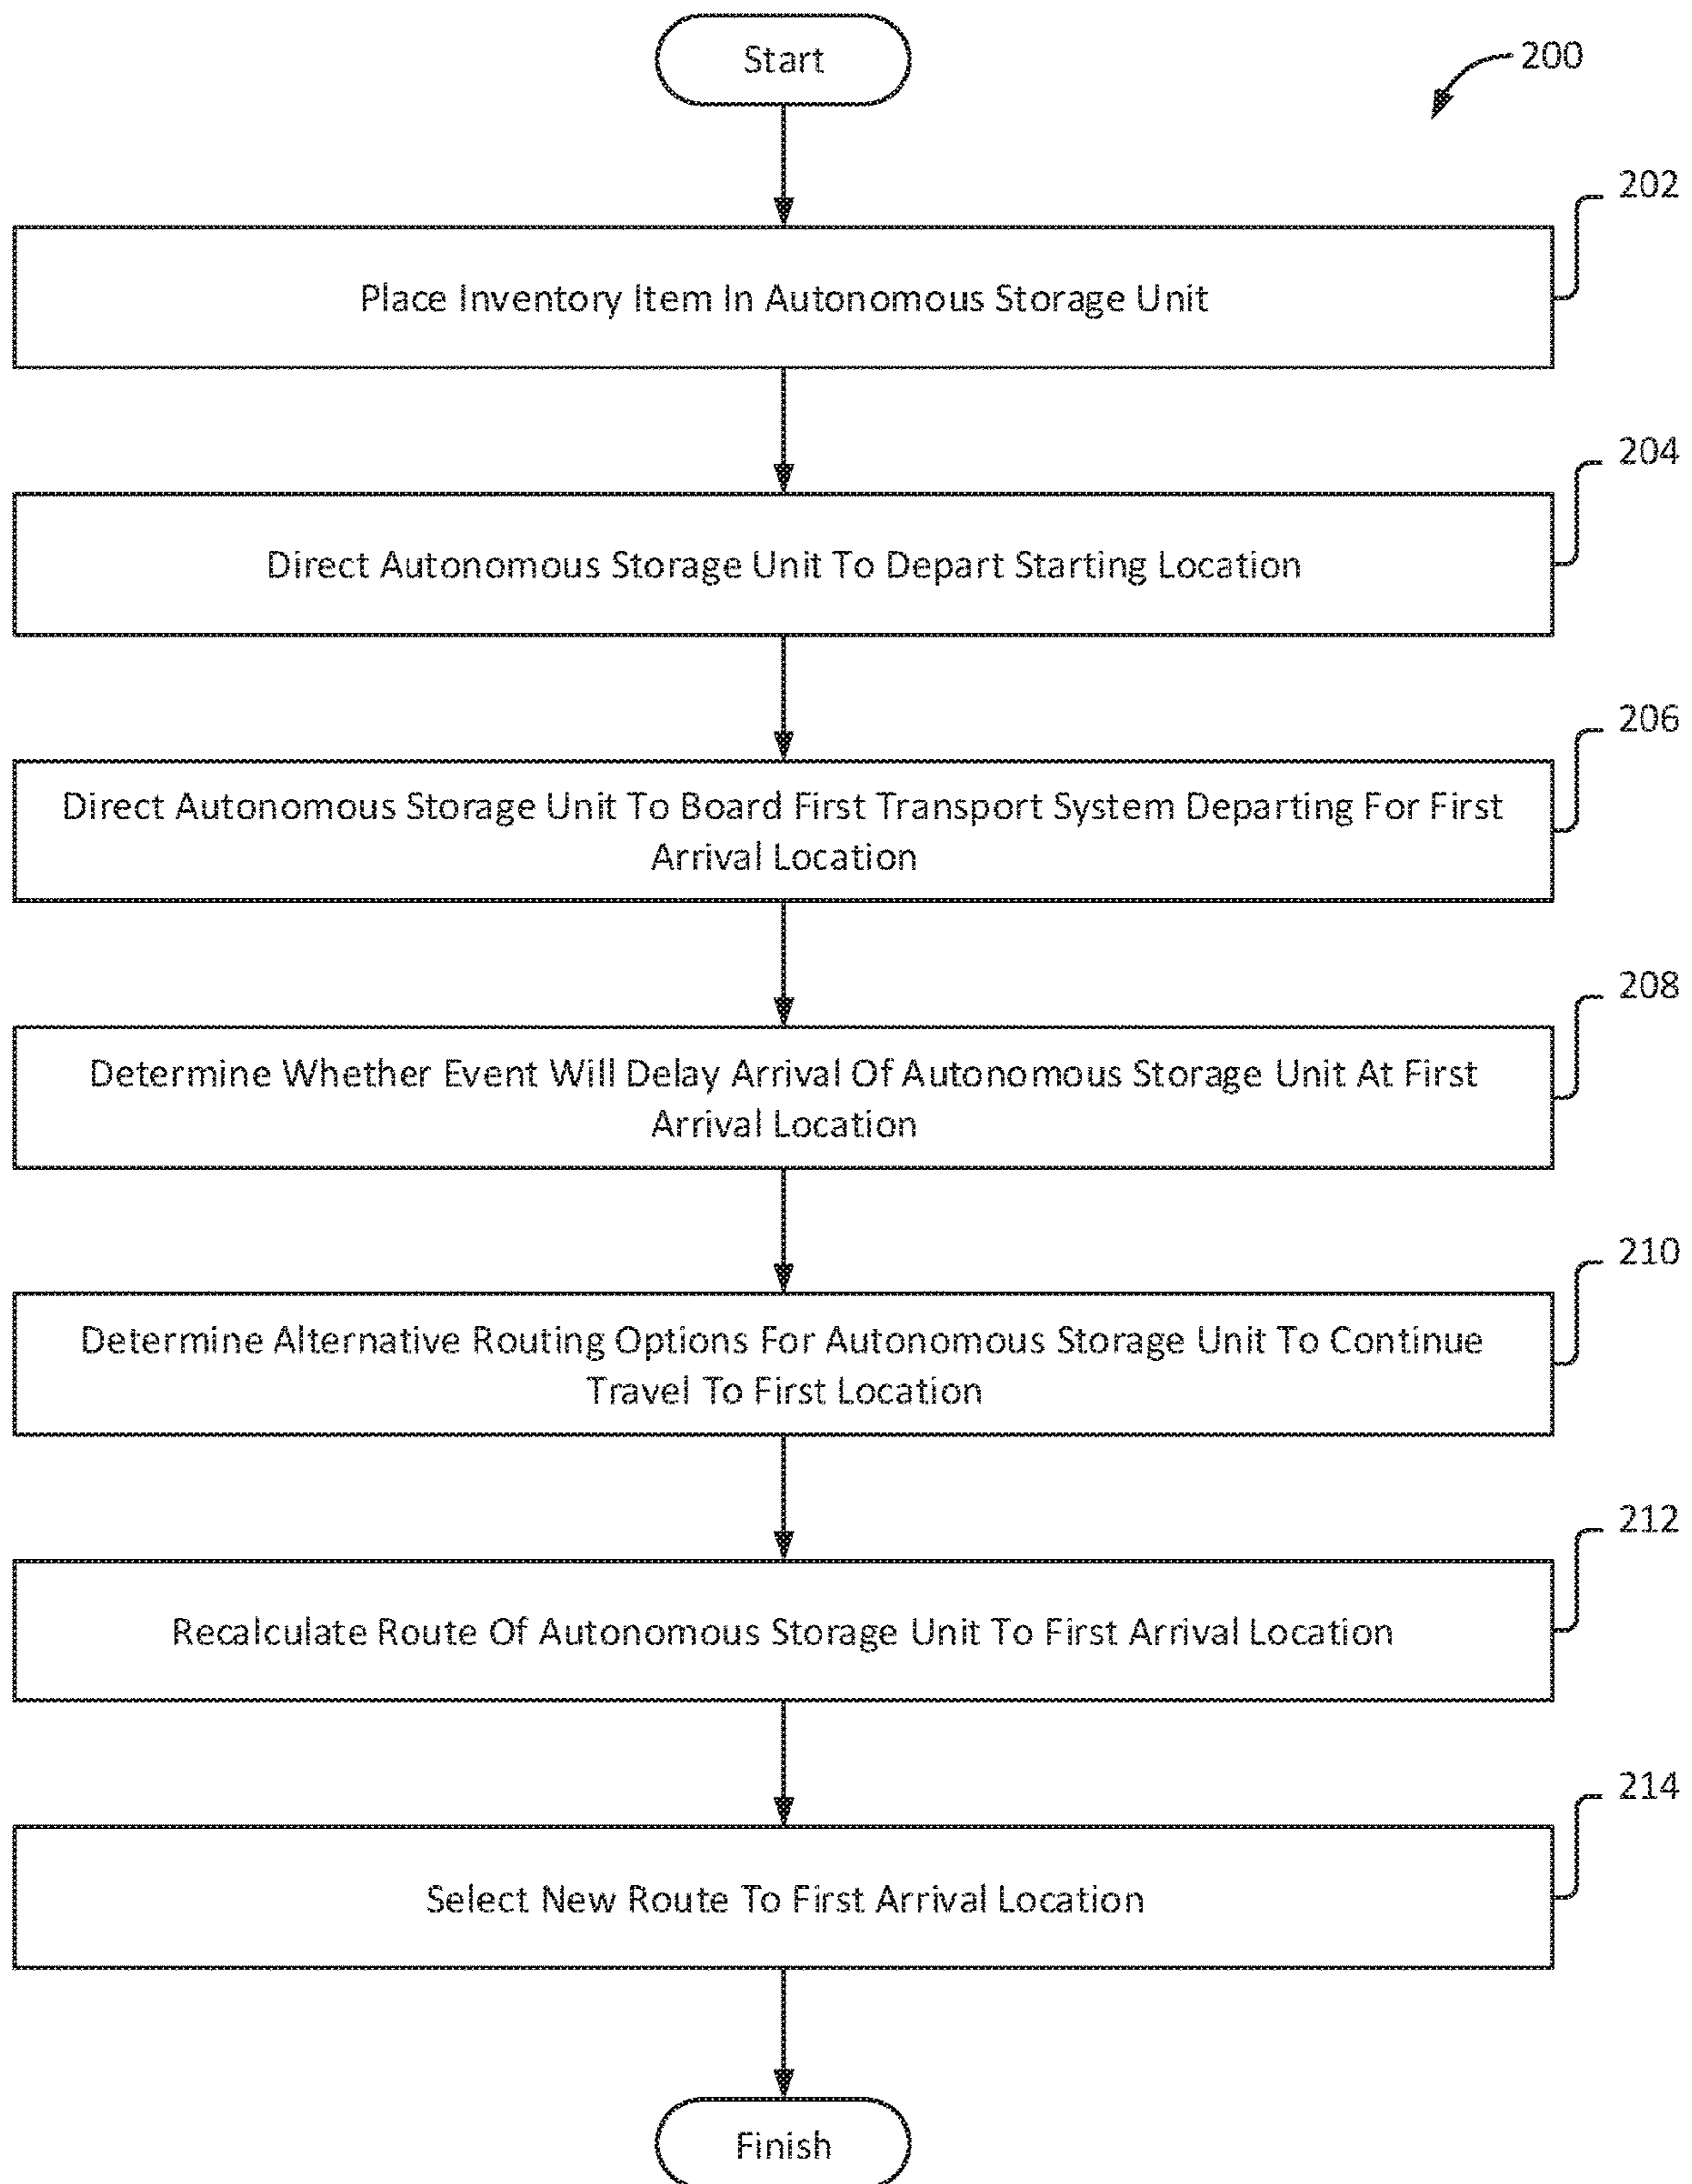 Start
200
202
Place Inventory Item In Autonomous Storage Unit
204
Direct Autonomous Storage Unit To Depart Starting Location
206
Direct Autonomous Storage Unit To Board First Transport System Departing For First
Arrival Location
208
Determine Whether Event Will Delay Arrival Of Autonomous Storage Unit At First
Arrival Location
210
Determine Alternative Routing Options For Autonomous Storage Unit To Continue
Travel To First Location
212
Recalculate Route Of Autonomous Storage Unit To First Arrival Location
214
Select New Route To First Arrival Location
Finish